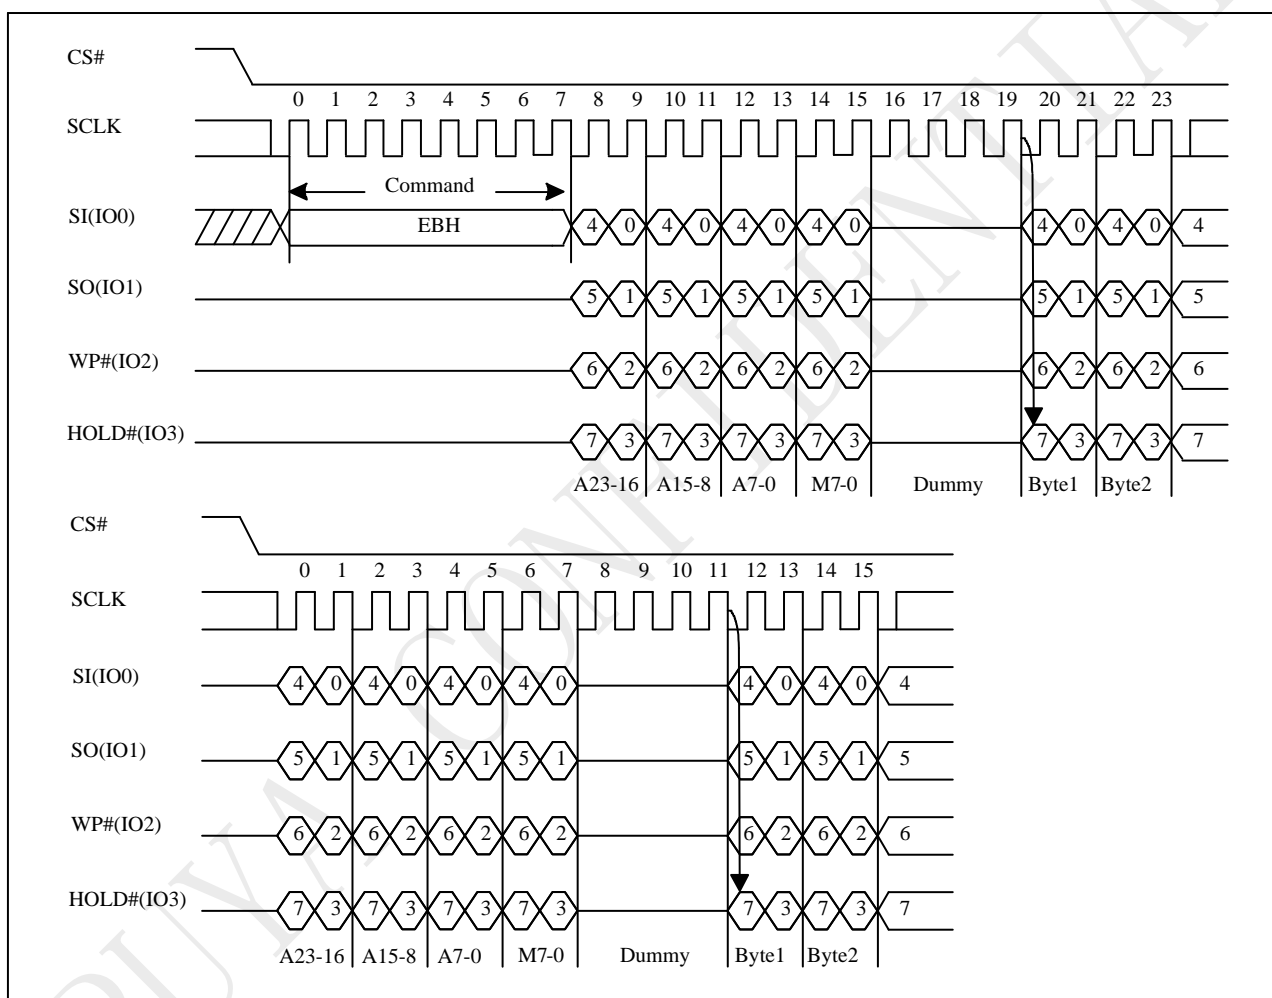 CS#
0 1 2 3 4 5 6 7 8 9 10 11 12 13 14 15 16 17 18 19 20 21 22 23
SCLK
Command
SI(IO0) EBH 4 0 4 0 4 0 4 0 4 0 4 0 4
SO(IO1) 5 1 5 1 5 1 5 1 5 1 5 1 5
WP#(IO2) 6 2 6 2 6 2 6 2 6 2 6 2 6
HOLD#(IO3) 7 3 7 3 7 3 7 3 7 3 7 3 7
A23-16 A15-8 A7-0 M7-0 Dummy Byte1 Byte2
CS#
0 1 2 3 4 5 6 7 8 9 10 11 12 13 14 15
SCLK
SI(IO0) 4 0 4 0 4 0 4 0 4 0 4 0 4
SO(IO1) 5 1 5 1 5 1 5 1 5 1 5 1 5
WP#(IO2) 6 2 6 2 6 2 6 2 6 2 6 2 6
HOLD#(IO3) 7 3 7 3 7 3 7 3 7 3 7 3 7
A23-16 A15-8 A7-0 M7-0 Dummy Byte1 Byte2
PUYA CONFIDENTIAL